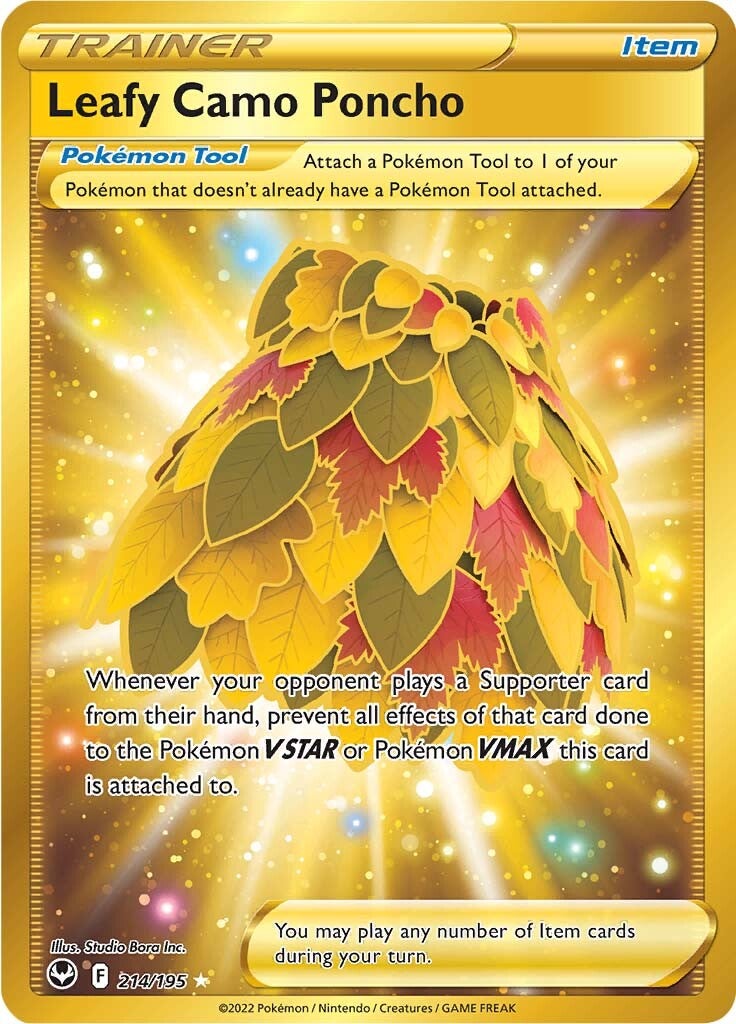 TRAINER
Item
Leafy Camo Poncho
Pokémon Tool
Attach a Pokémon Tool to 1 of your
Pokémon that doesn't already have a Pokémon Tool attached.
Whenever your opponent plays a Supporter card
from their hand, prevent all effects of that card done
to the Pokémon VSTAR or Pokémon VMAX this card
is attached to.
You may play any number of Item cards
during your turn.
Illus. Studio Bora Inc.
F 214/195 ★
©2022 Pokémon / Nintendo / Creatures / GAME FREAK